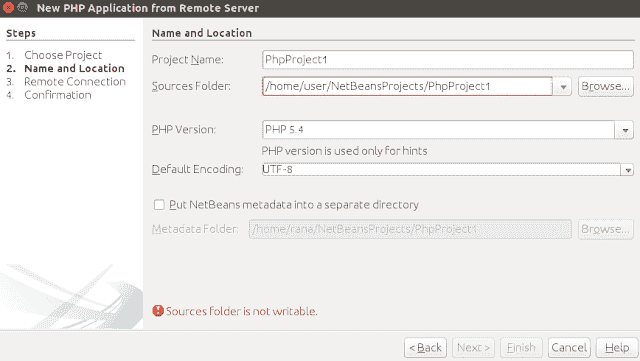 New PHP Application from Remote Server
Steps
1. Choose Project
2. Name and Location
3. Remote Connection
4. Confirmation
Name and Location
Project Name: PhpProject1
Sources Folder: /home/user/NetBeansProjects/PhpProject1 Browse...
PHP Version: PHP 5.4
PHP version is used only for hints
Default Encoding: UTF-8
Put NetBeans metadata into a separate directory
Metadata Folder: /home/rana/NetBeansProjects/PhpProject1 Browse...
Sources folder is not writable.
< Back Next > Finish Cancel Help